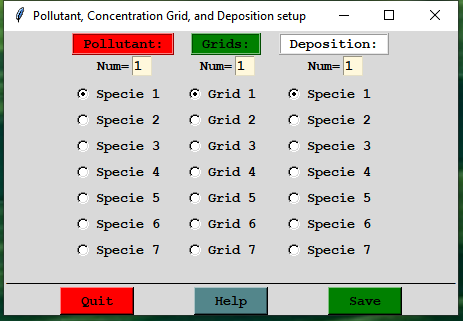 Pollutant, Concentration Grid, and Deposition setup
Pollutant: Grids: Deposition:
Num= 1 Num= 1 Num= 1
Specie 1 Grid 1 Specie 1
Specie 2 Grid 2 Specie 2
Specie 3 Grid 3 Specie 3
Specie 4 Grid 4 Specie 4
Specie 5 Grid 5 Specie 5
Specie 6 Grid 6 Specie 6
Specie 7 Grid 7 Specie 7
Quit Help Save